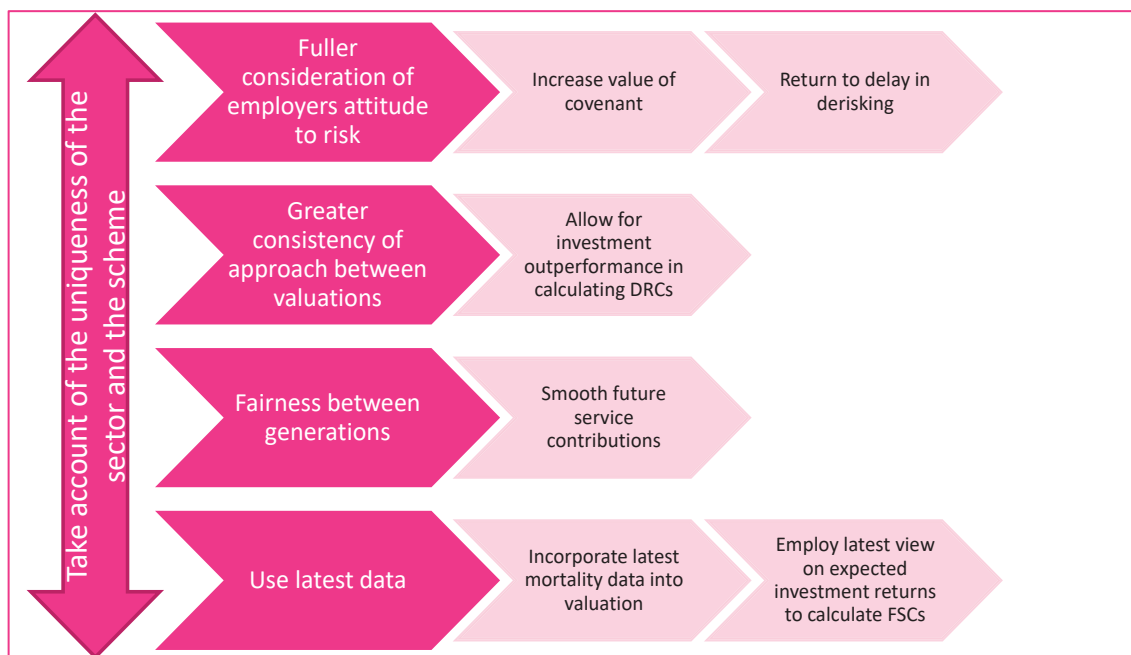 Take account of the uniqueness of the
sector and the scheme
Fuller
consideration of
employers attitude
to risk
Increase value of
covenant
Return to delay in
derisking
Greater
consistency of
approach between
valuations
Allow for
investment
outperformance in
calculating DRCs
Fairness between
generations
Smooth future
service
contributions
Use latest data
Incorporate latest
mortality data into
valuation
Employ latest view
on expected
investment returns
to calculate FSCs